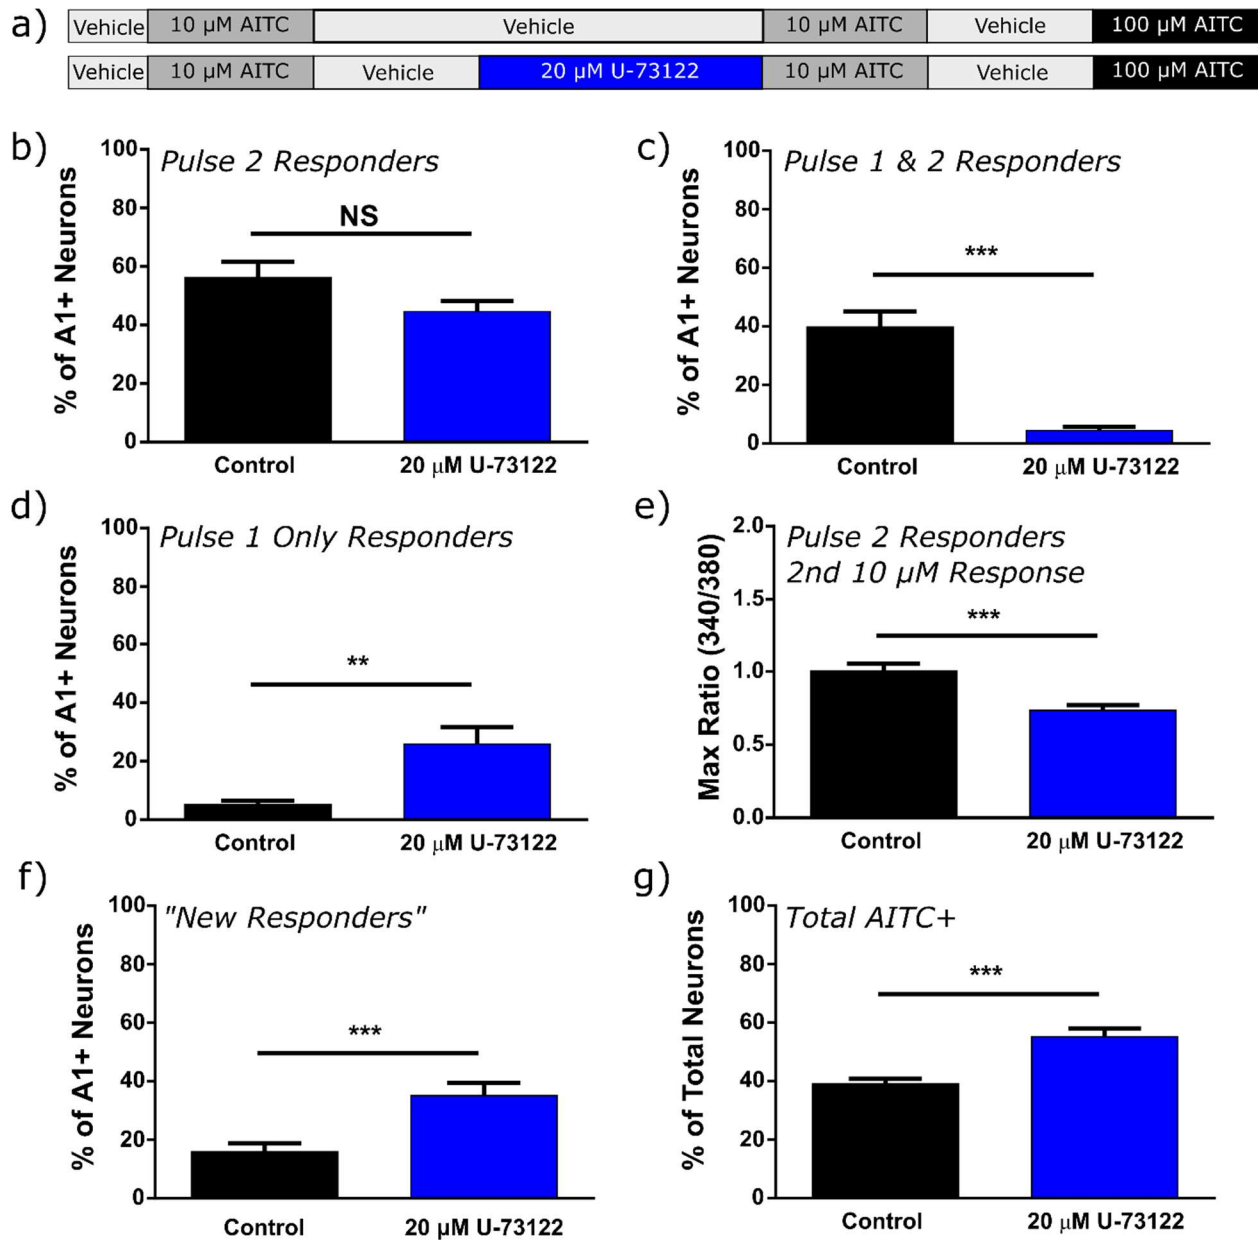 a) Vehicle 10 µM AITC Vehicle 10 µM AITC Vehicle 100 µM AITC
Vehicle 10 µM AITC Vehicle 20 µM U-73122 10 µM AITC Vehicle 100 µM AITC
b)
Pulse 2 Responders
% of A1+ Neurons
100
80
60
40
20
0
NS
Control 20 µM U-73122
c)
Pulse 1 & 2 Responders
% of A1+ Neurons
100
80
60
40
20
0
***
Control 20 µM U-73122
d)
Pulse 1 Only Responders
% of A1+ Neurons
100
80
60
40
20
0
**
Control 20 µM U-73122
e)
Pulse 2 Responders
2nd 10 µM Response
Max Ratio (340/380)
2.0
1.5
1.0
0.5
0.0
***
Control 20 µM U-73122
f)
"New Responders"
% of A1+ Neurons
100
80
60
40
20
0
***
Control 20 µM U-73122
g)
Total AITC+
% of Total Neurons
100
80
60
40
20
0
***
Control 20 µM U-73122